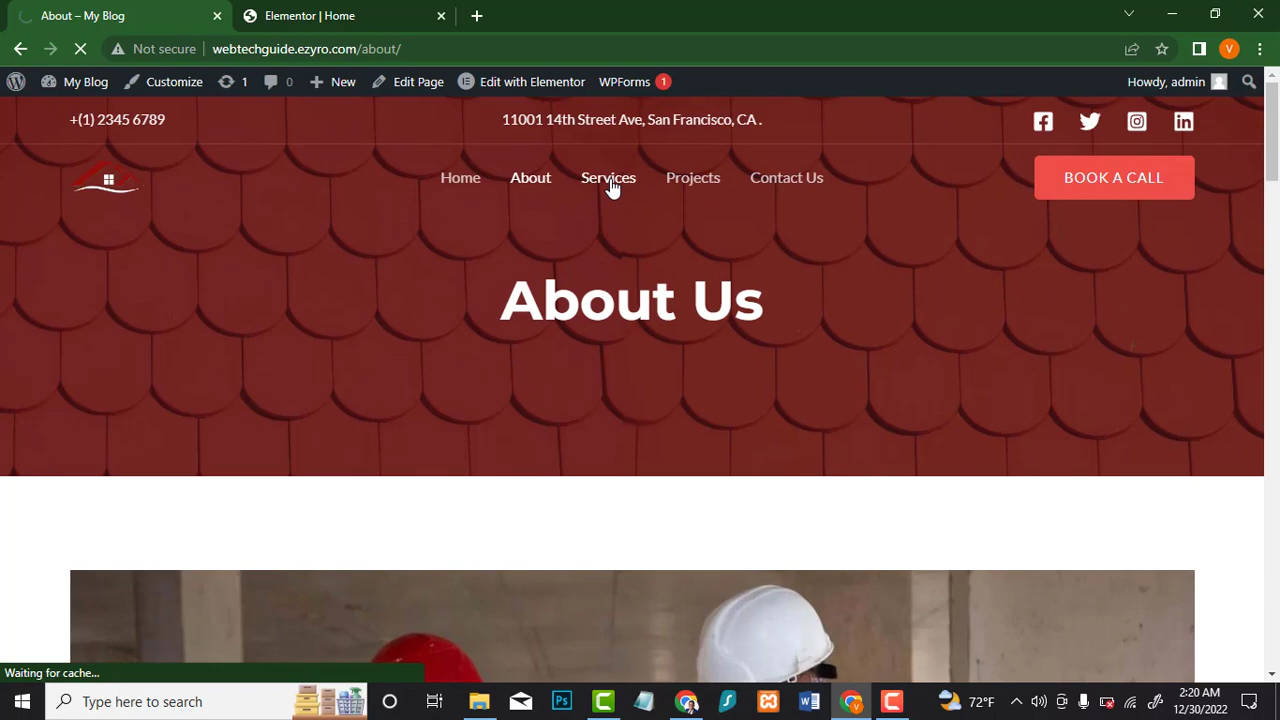 About – My Blog
Elementor | Home
Not secure
webtechguide.ezyro.com/about/
V
My Blog
Customize
1
0
New
Edit Page
Edit with Elementor
WPForms 1
Howdy, admin
+(1) 2345 6789
11001 14th Street Ave, San Francisco, CA .
Home
About
Services
Projects
Contact Us
BOOK A CALL
About Us
Waiting for cache...
Type here to search
Ps
72°F
2:20 AM
12/30/2022